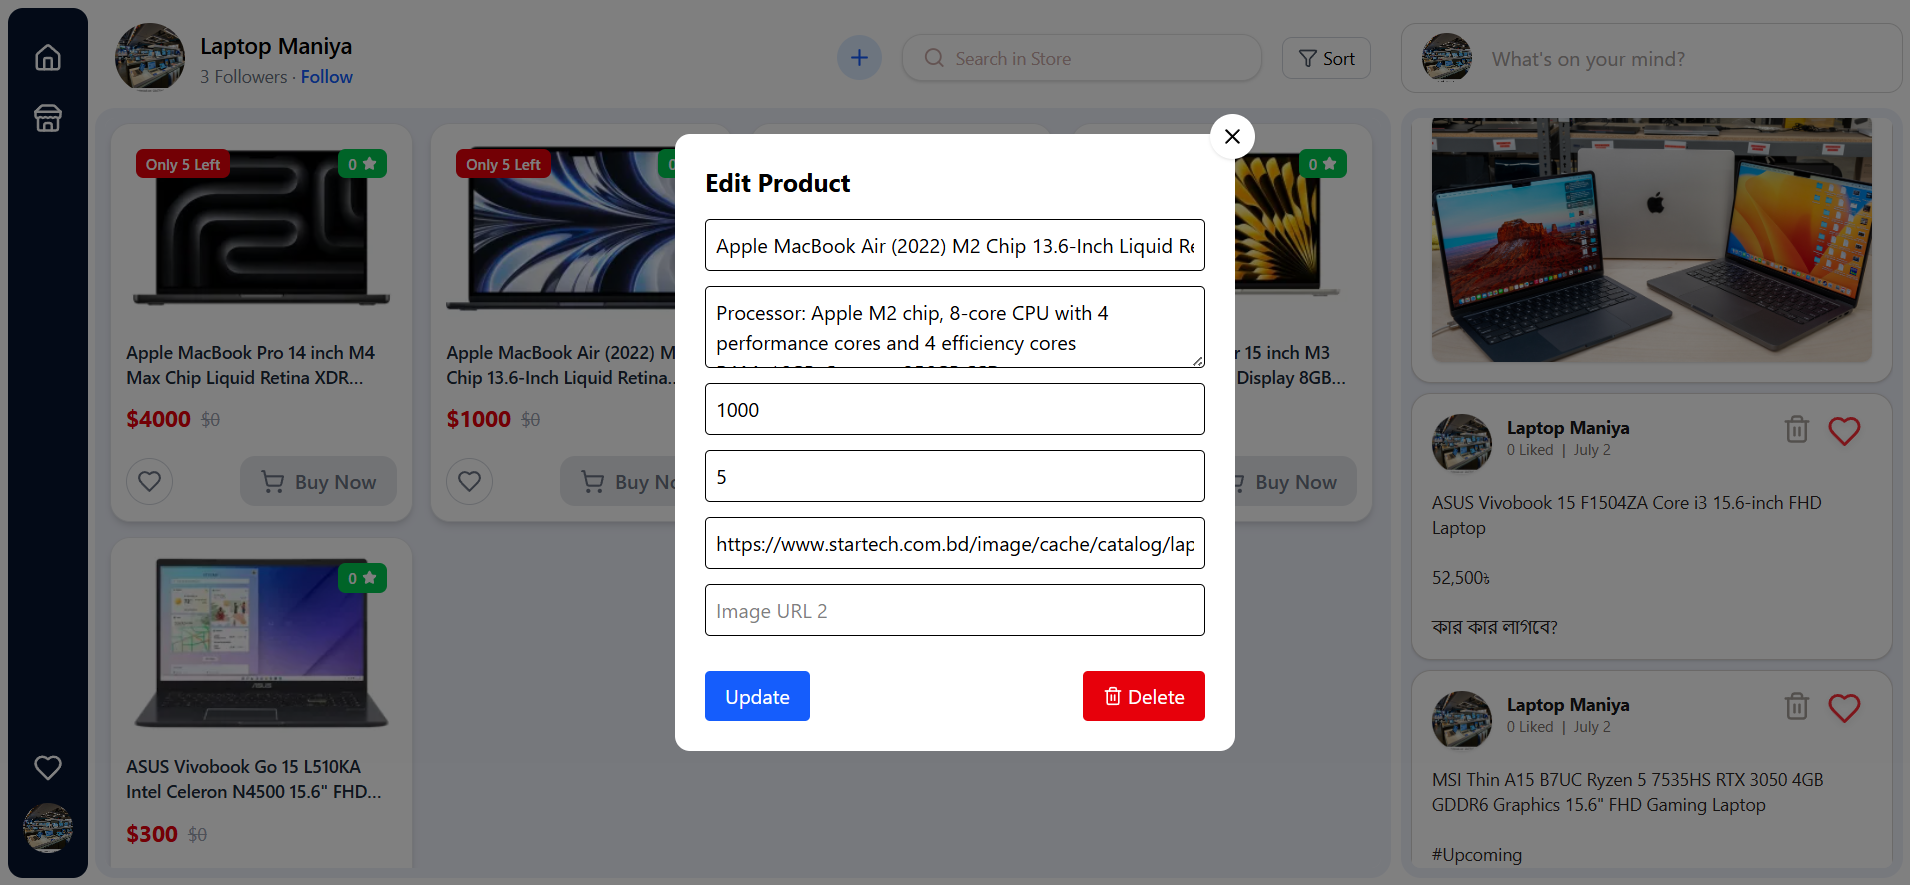 Laptop Maniya
3 Followers · Follow
Search in Store
Sort
What's on your mind?
Only 5 Left
0
Apple MacBook Pro 14 inch M4
Max Chip Liquid Retina XDR...
$4000 $0
Buy Now
Only 5 Left
0
Apple MacBook Air (2022) M
Chip 13.6-Inch Liquid Retina..
$1000 $0
Buy No
0
r 15 inch M3
Display 8GB...
Buy Now
0
ASUS Vivobook Go 15 L510KA
Intel Celeron N4500 15.6" FHD...
$300 $0
Edit Product
Apple MacBook Air (2022) M2 Chip 13.6-Inch Liquid Re
Processor: Apple M2 chip, 8-core CPU with 4
performance cores and 4 efficiency cores
1000
5
https://www.startech.com.bd/image/cache/catalog/lap
Image URL 2
Update
Delete
Laptop Maniya
0 Liked | July 2
ASUS Vivobook 15 F1504ZA Core i3 15.6-inch FHD
Laptop
52,500৳
কার কার লাগবে?
Laptop Maniya
0 Liked | July 2
MSI Thin A15 B7UC Ryzen 5 7535HS RTX 3050 4GB
GDDR6 Graphics 15.6" FHD Gaming Laptop
#Upcoming